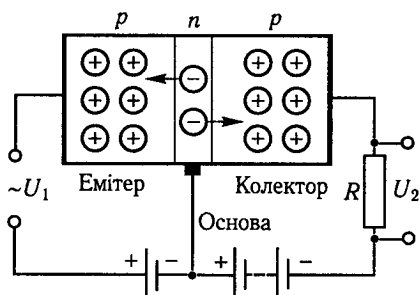 p n p
~U₁
Емітер
Колектор
Основа
R
U₂
+ − + −